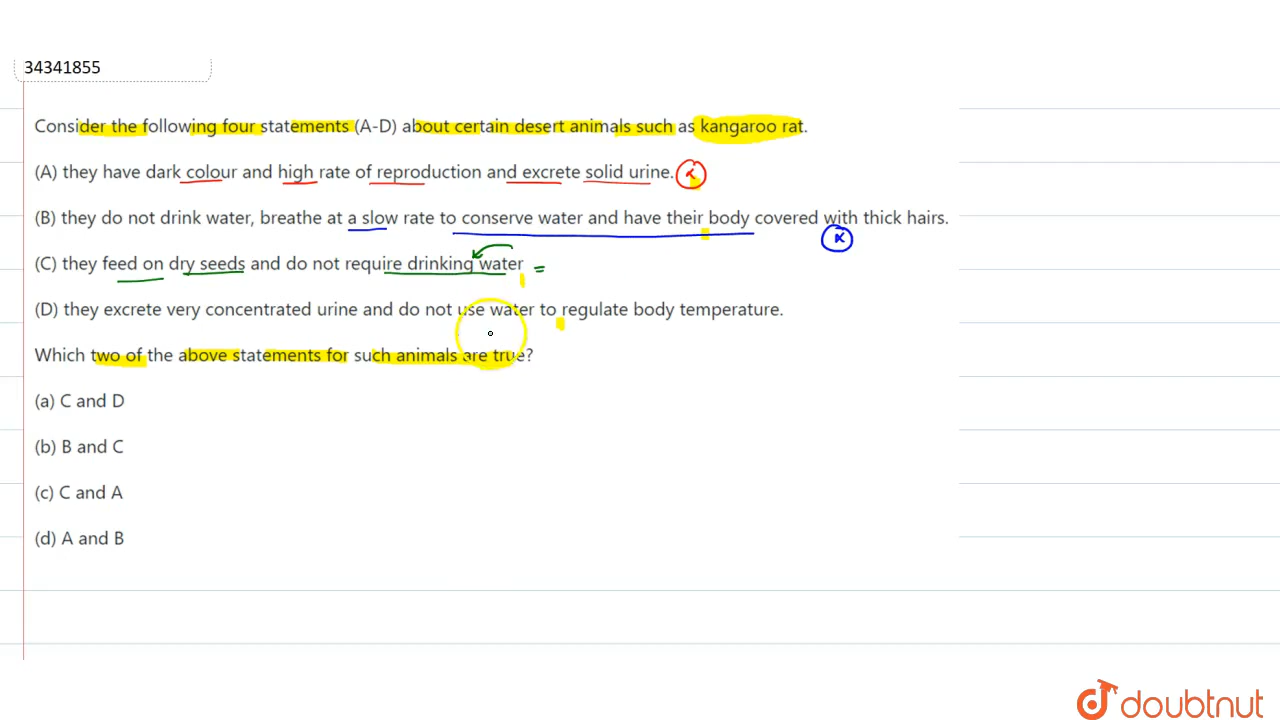 34341855
Consider the following four statements (A-D) about certain desert animals such as kangaroo rat.
(A) they have dark colour and high rate of reproduction and excrete solid urine.
(B) they do not drink water, breathe at a slow rate to conserve water and have their body covered with thick hairs.
(C) they feed on dry seeds and do not require drinking water
(D) they excrete very concentrated urine and do not use water to regulate body temperature.
Which two of the above statements for such animals are true?
(a) C and D
(b) B and C
(c) C and A
(d) A and B
doubtnut